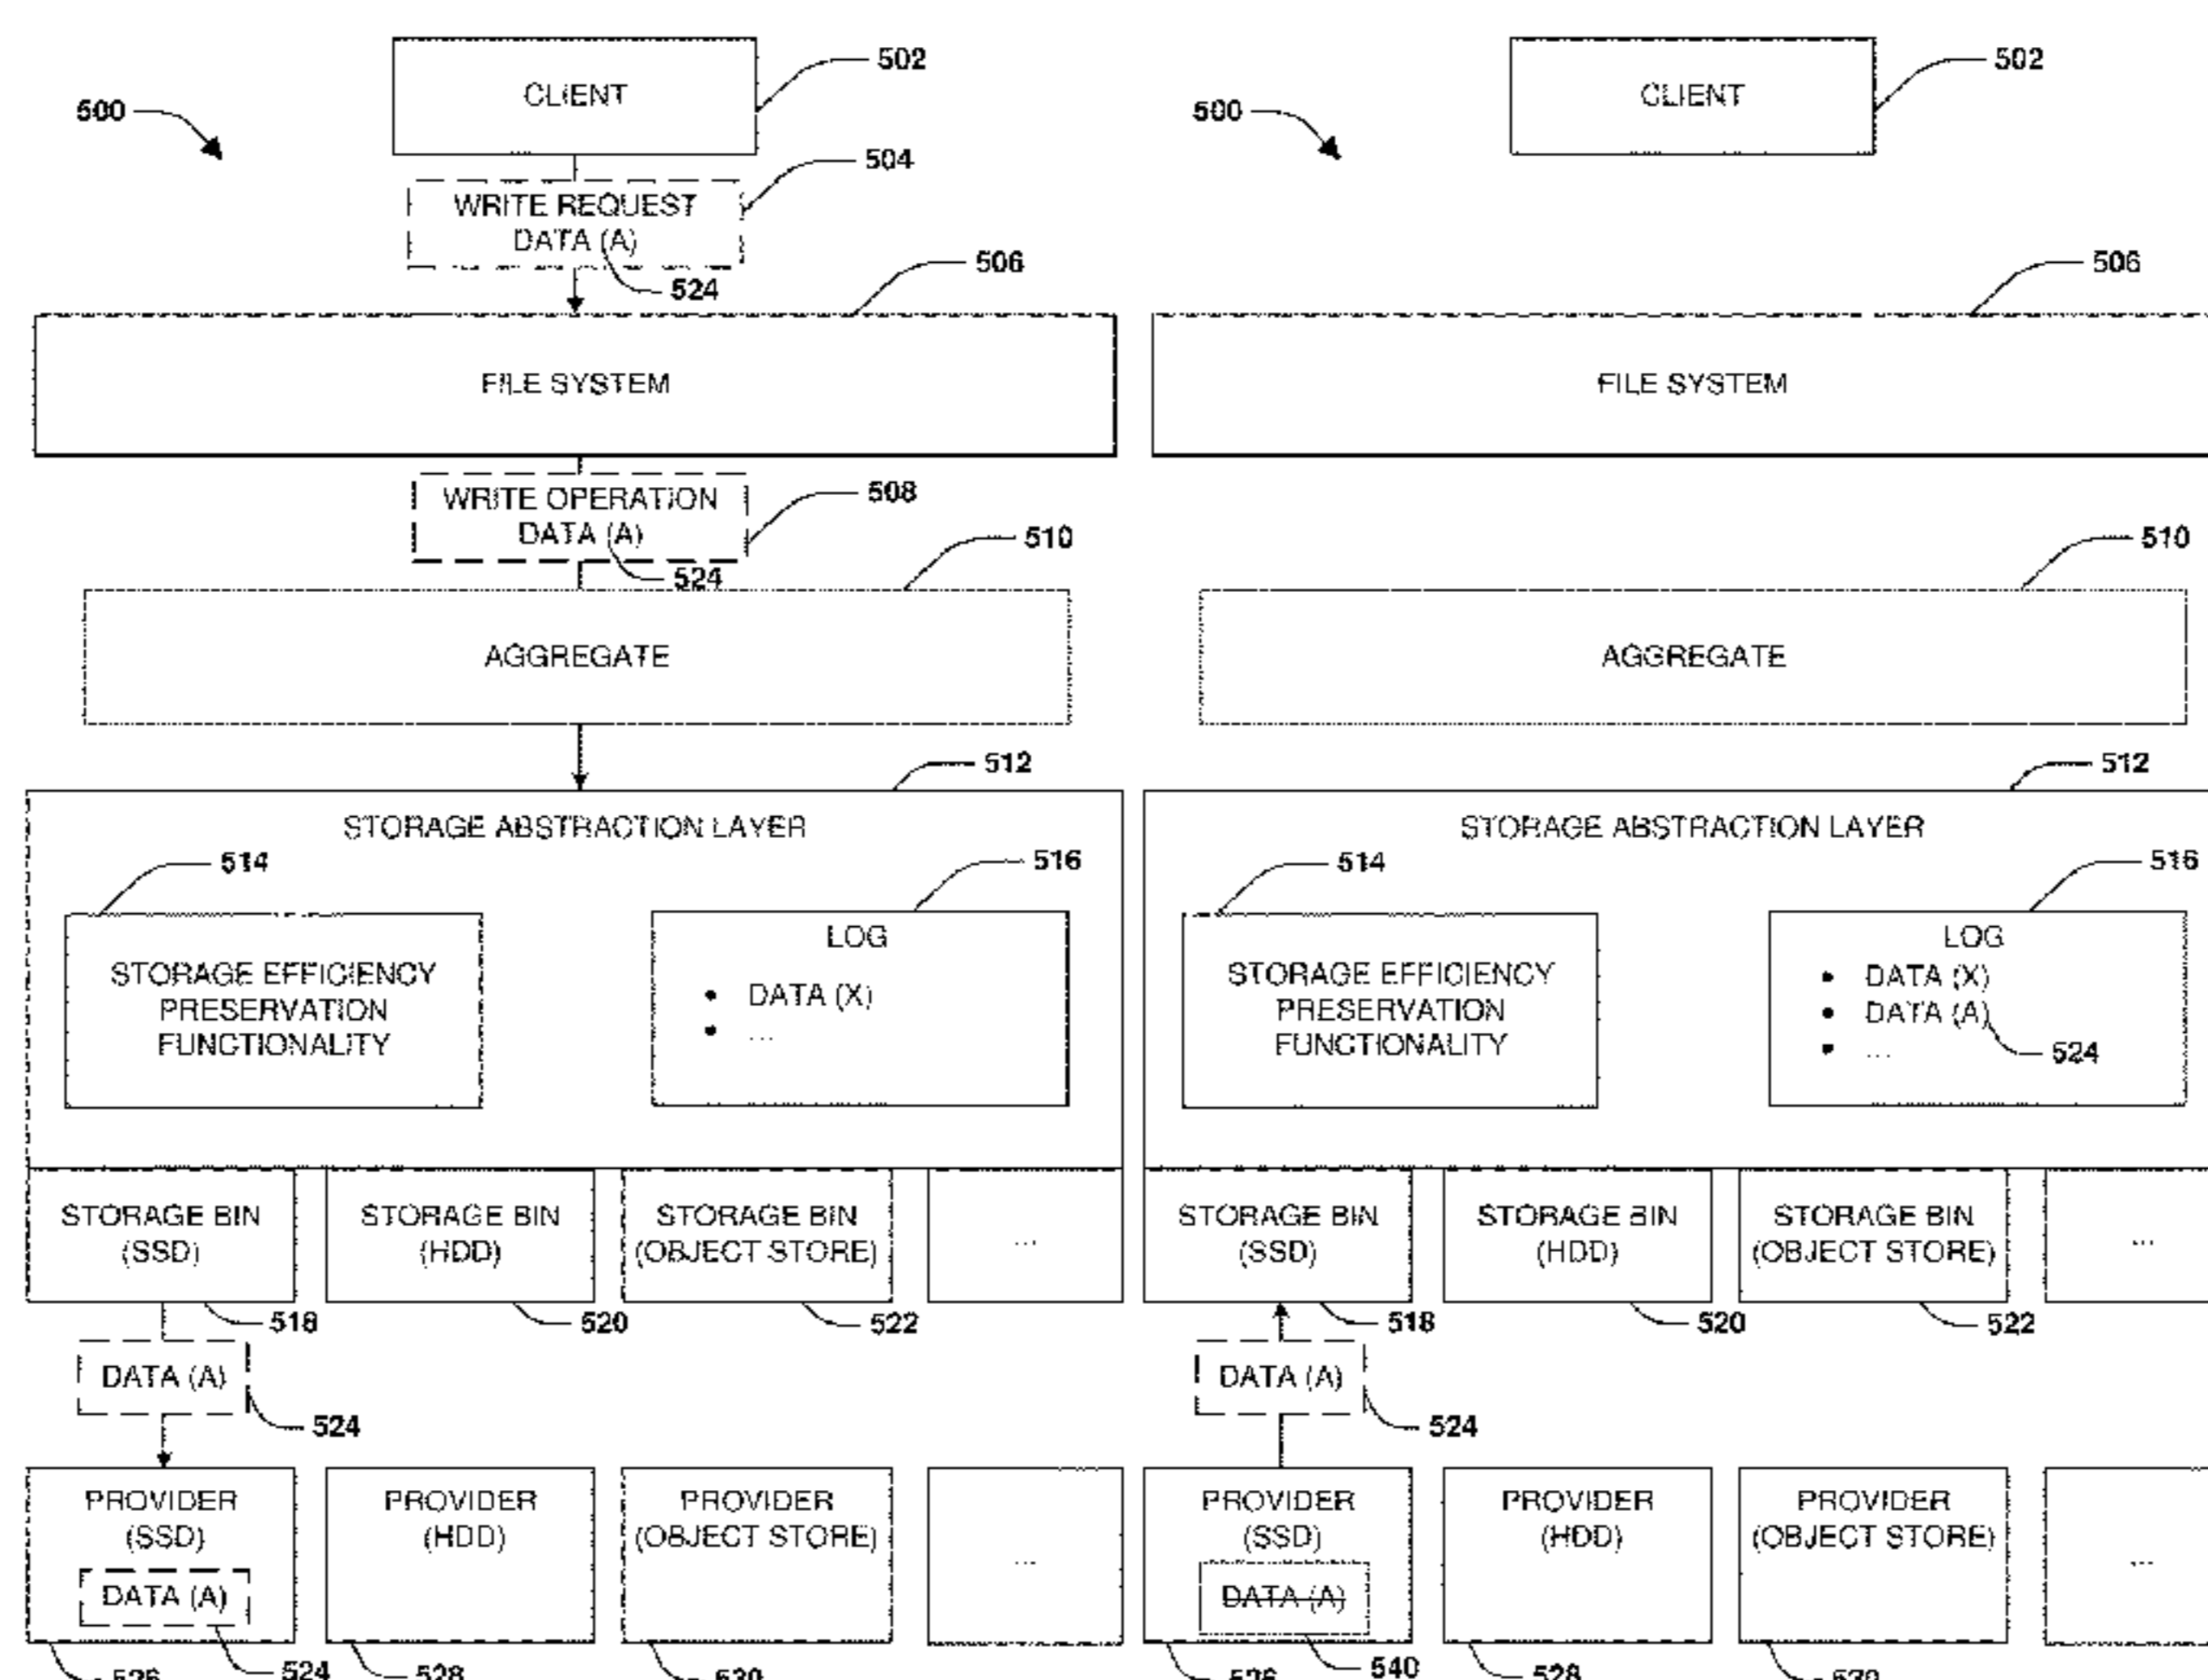 500
CLIENT
502
WRITE REQUEST
DATA (A)
504
524
506
FILE SYSTEM
WRITE OPERATION
DATA (A)
508
524
510
AGGREGATE
512
STORAGE ABSTRACTION LAYER
514
516
STORAGE EFFICIENCY
PRESERVATION
FUNCTIONALITY
LOG
• DATA (X)
• ...
STORAGE BIN
(SSD)
STORAGE BIN
(HDD)
STORAGE BIN
(OBJECT STORE)
...
518
520
522
DATA (A)
524
PROVIDER
(SSD)
DATA (A)
PROVIDER
(HDD)
PROVIDER
(OBJECT STORE)
...
524
528
500
CLIENT
502
506
FILE SYSTEM
510
AGGREGATE
512
STORAGE ABSTRACTION LAYER
514
516
STORAGE EFFICIENCY
PRESERVATION
FUNCTIONALITY
LOG
• DATA (X)
• DATA (A)
• ...
524
STORAGE BIN
(SSD)
STORAGE BIN
(HDD)
STORAGE BIN
(OBJECT STORE)
...
518
520
522
DATA (A)
524
PROVIDER
(SSD)
DATA (A)
PROVIDER
(HDD)
PROVIDER
(OBJECT STORE)
...
540
528